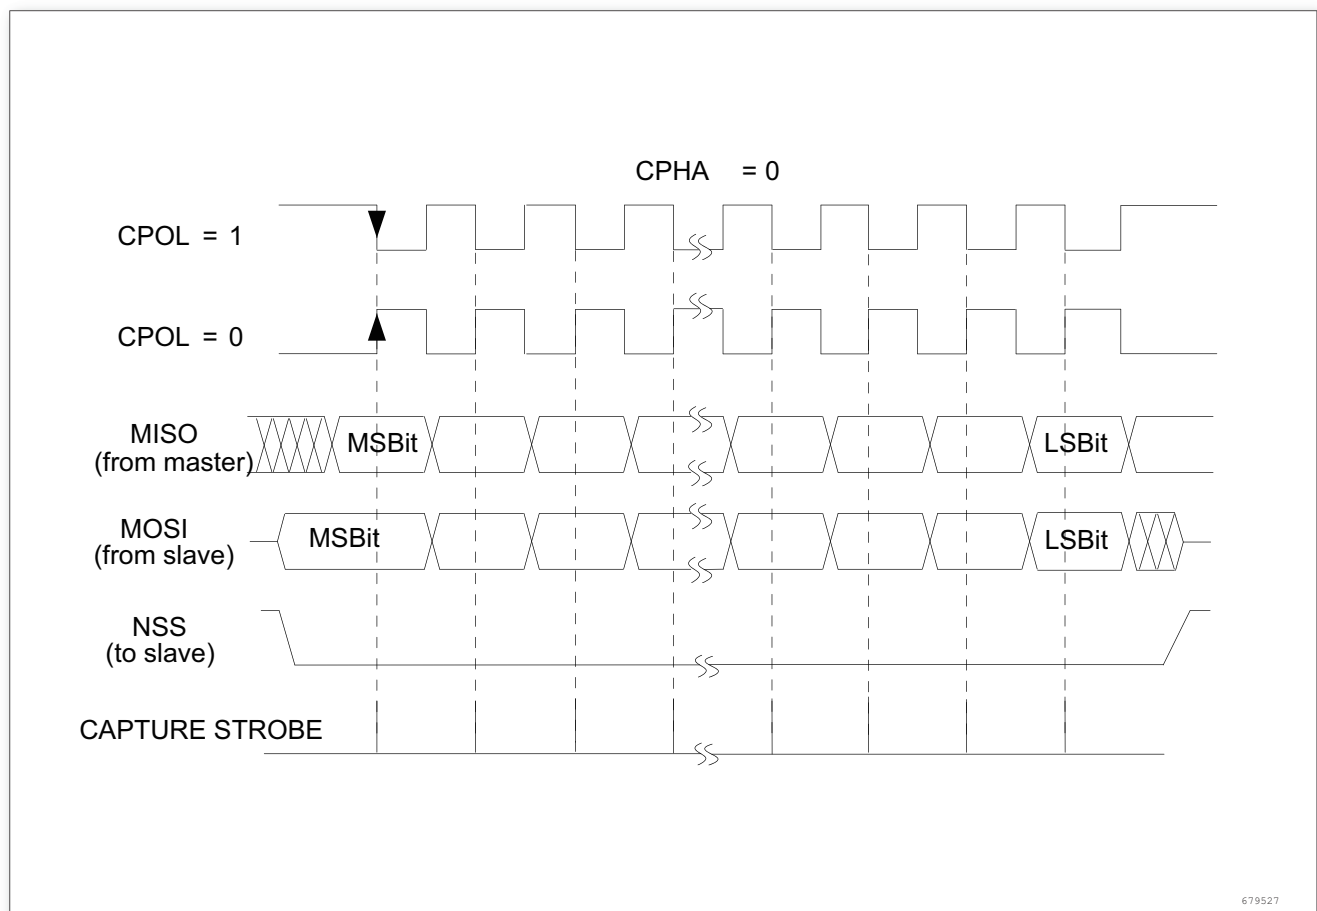 CPHA = 0
CPOL = 1
CPOL = 0
MISO
(from master)
MSBit
LSBit
MOSI
(from slave)
MSBit
LSBit
NSS
(to slave)
CAPTURE STROBE
679527